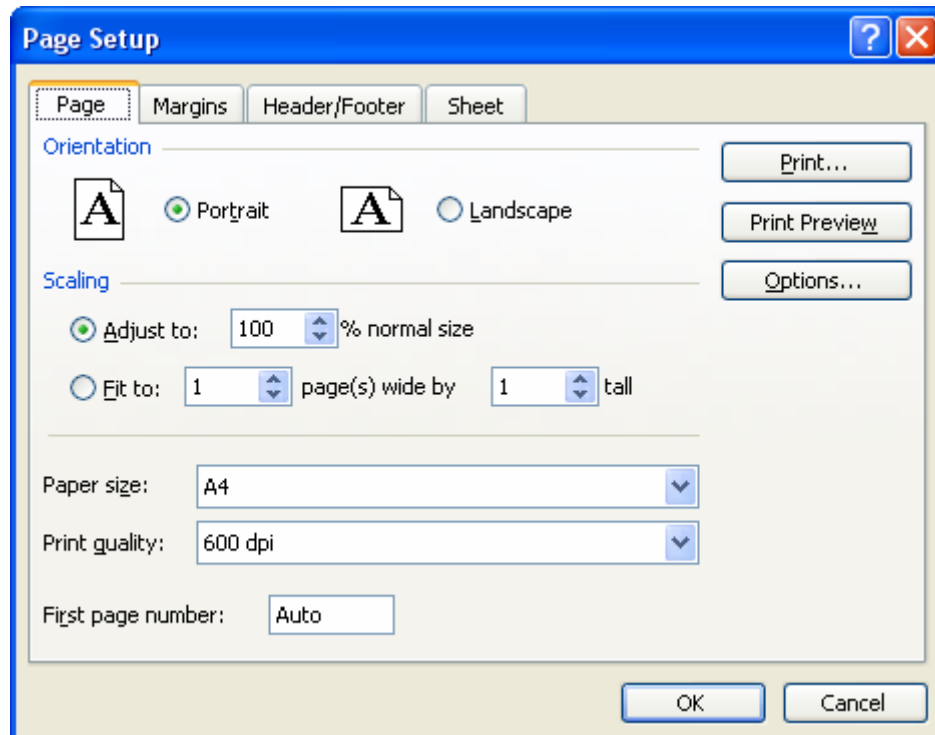 Page Setup
Page Margins Header/Footer Sheet
Orientation
Print...
A Portrait A Landscape
Print Preview
Scaling
Options...
Adjust to: 100 % normal size
Fit to: 1 page(s) wide by 1 tall
Paper size: A4
Print quality: 600 dpi
First page number: Auto
OK Cancel